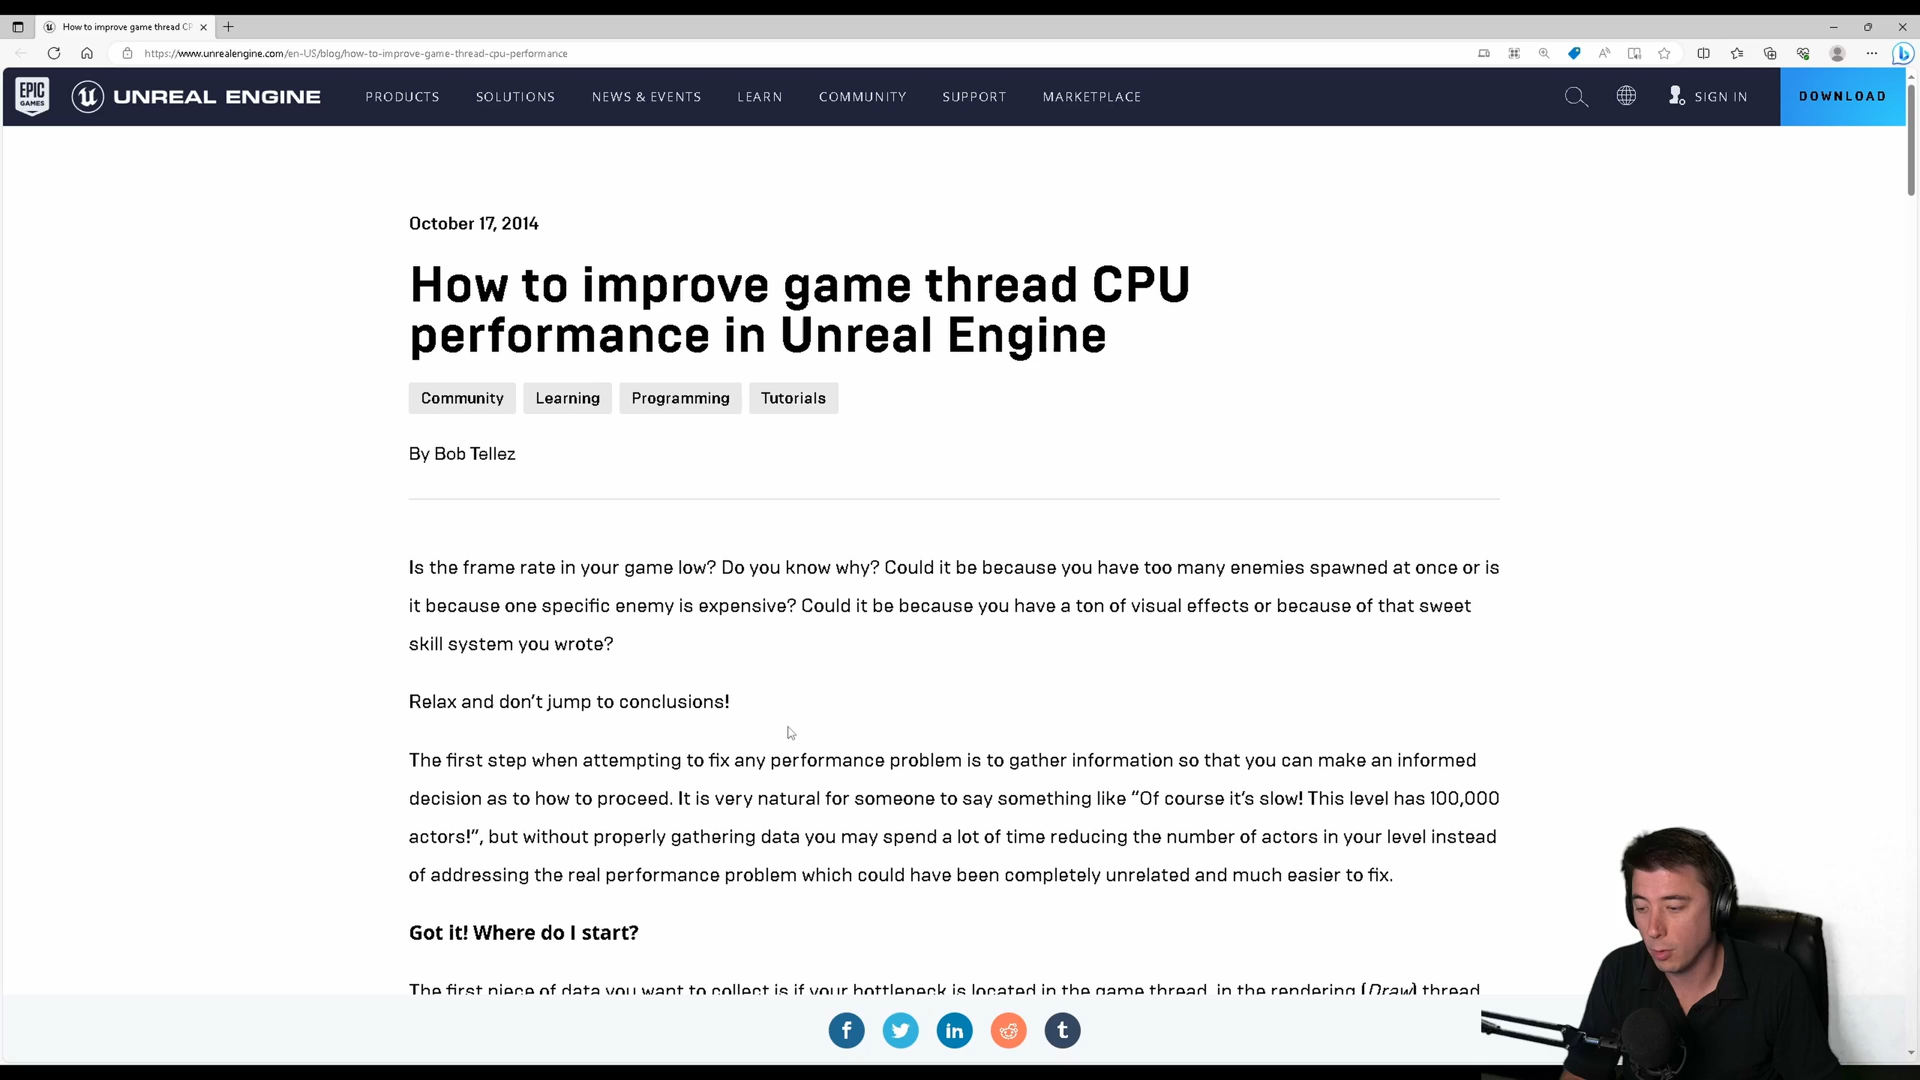 How to improve game thread CP
https://www.unrealengine.com/en-US/blog/how-to-improve-game-thread-cpu-performance
EPIC GAMES
UNREAL ENGINE
PRODUCTS
SOLUTIONS
NEWS & EVENTS
LEARN
COMMUNITY
SUPPORT
MARKETPLACE
SIGN IN
DOWNLOAD
October 17, 2014
How to improve game thread CPU
performance in Unreal Engine
Community
Learning
Programming
Tutorials
By Bob Tellez
Is the frame rate in your game low? Do you know why? Could it be because you have too many enemies spawned at once or is
it because one specific enemy is expensive? Could it be because you have a ton of visual effects or because of that sweet
skill system you wrote?
Relax and don't jump to conclusions!
The first step when attempting to fix any performance problem is to gather information so that you can make an informed
decision as to how to proceed. It is very natural for someone to say something like “Of course it's slow! This level has 100,000
actors!”, but without properly gathering data you may spend a lot of time reducing the number of actors in your level instead
of addressing the real performance problem which could have been completely unrelated and much easier to fix.
Got it! Where do I start?
The first piece of data you want to collect is if your bottleneck is located in the game thread, in the rendering (Draw) thread